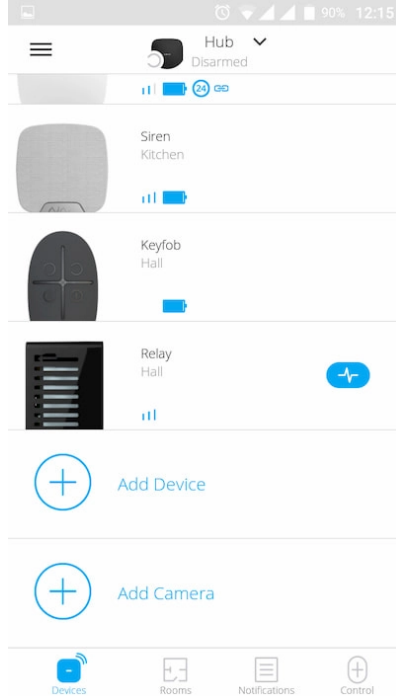 90% 12:15
Hub
Disarmed
24
Siren
Kitchen
Keyfob
Hall
Relay
Hall
Add Device
Add Camera
Devices Rooms Notifications Control